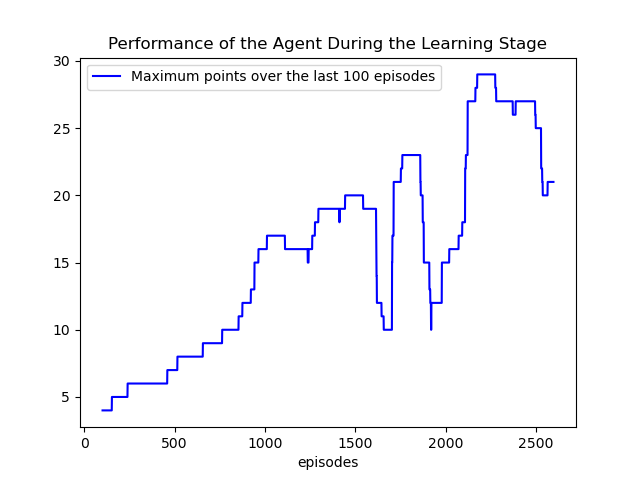 Performance of the Agent During the Learning Stage
Maximum points over the last 100 episodes
30
25
20
15
10
5
0 500 1000 1500 2000 2500
episodes